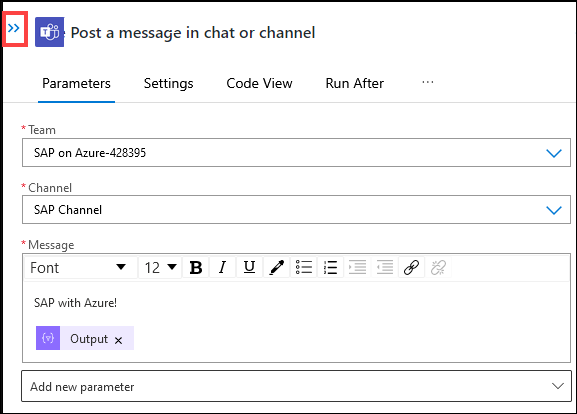 Post a message in chat or channel
Parameters Settings Code View Run After ...
* Team
SAP on Azure-428395
* Channel
SAP Channel
* Message
Font 12 B I U
SAP with Azure!
Output ×
Add new parameter